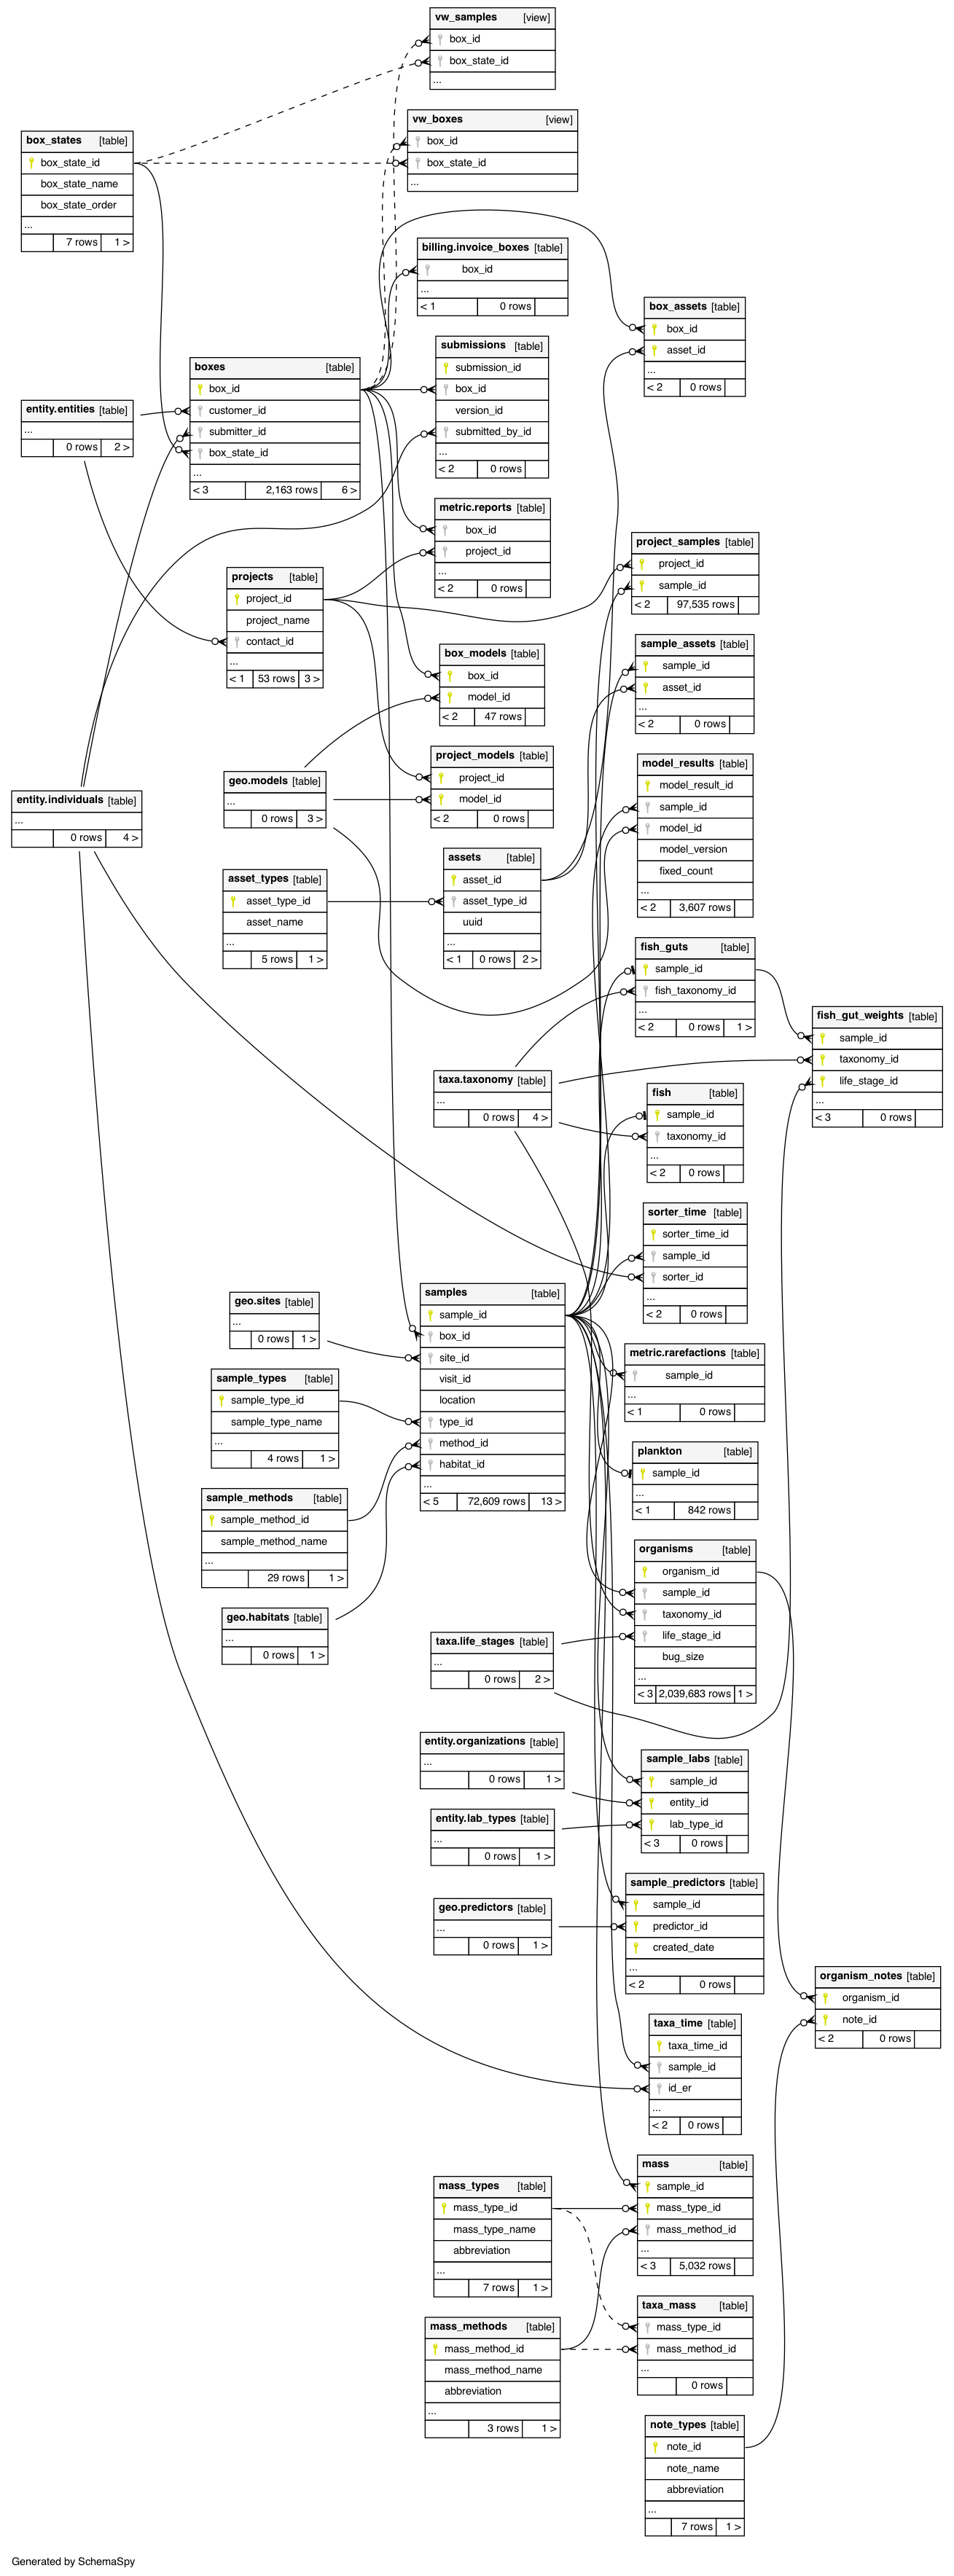 vw_samples [view]
box_id
box_state_id
...
vw_boxes [view]
box_id
box_state_id
...
box_states [table]
box_state_id
box_state_name
box_state_order
...
7 rows 1 >
billing.invoice_boxes [table]
box_id
...
< 1 0 rows
box_assets [table]
box_id
asset_id
...
< 2 0 rows
submissions [table]
submission_id
box_id
version_id
submitted_by_id
...
< 2 0 rows
boxes [table]
box_id
customer_id
submitter_id
box_state_id
...
< 3 2,163 rows 6 >
entity.entities [table]
...
0 rows 2 >
metric.reports [table]
box_id
project_id
...
< 2 0 rows
project_samples [table]
project_id
sample_id
< 2 97,535 rows
projects [table]
project_id
project_name
contact_id
...
< 1 53 rows 3 >
sample_assets [table]
sample_id
asset_id
...
< 2 0 rows
box_models [table]
box_id
model_id
< 2 47 rows
project_models [table]
project_id
model_id
< 2 0 rows
model_results [table]
model_result_id
sample_id
model_id
model_version
fixed_count
...
< 2 3,607 rows
geo.models [table]
...
0 rows 3 >
entity.individuals [table]
...
0 rows 4 >
assets [table]
asset_id
asset_type_id
uuid
...
< 1 0 rows 2 >
asset_types [table]
asset_type_id
asset_name
...
5 rows 1 >
fish_guts [table]
sample_id
fish_taxonomy_id
...
< 2 0 rows 1 >
fish_gut_weights [table]
sample_id
taxonomy_id
life_stage_id
...
< 3 0 rows
taxa.taxonomy [table]
...
0 rows 4 >
fish [table]
sample_id
taxonomy_id
...
< 2 0 rows
sorter_time [table]
sorter_time_id
sample_id
sorter_id
...
< 2 0 rows
samples [table]
sample_id
box_id
site_id
visit_id
location
type_id
method_id
habitat_id
...
< 5 72,609 rows 13 >
geo.sites [table]
...
0 rows 1 >
sample_types [table]
sample_type_id
sample_type_name
...
4 rows 1 >
metric.rarefactions [table]
sample_id
...
< 1 0 rows
plankton [table]
sample_id
...
< 1 842 rows
sample_methods [table]
sample_method_id
sample_method_name
...
29 rows 1 >
organisms [table]
organism_id
sample_id
taxonomy_id
life_stage_id
bug_size
...
< 3 2,039,683 rows 1 >
geo.habitats [table]
...
0 rows 1 >
taxa.life_stages [table]
...
0 rows 2 >
entity.organizations [table]
...
0 rows 1 >
sample_labs [table]
sample_id
entity_id
lab_type_id
< 3 0 rows
entity.lab_types [table]
...
0 rows 1 >
sample_predictors [table]
sample_id
predictor_id
created_date
...
< 2 0 rows
geo.predictors [table]
...
0 rows 1 >
organism_notes [table]
organism_id
note_id
< 2 0 rows
taxa_time [table]
taxa_time_id
sample_id
id_er
...
< 2 0 rows
mass [table]
sample_id
mass_type_id
mass_method_id
...
< 3 5,032 rows
mass_types [table]
mass_type_id
mass_type_name
abbreviation
...
7 rows 1 >
taxa_mass [table]
mass_type_id
mass_method_id
...
0 rows
mass_methods [table]
mass_method_id
mass_method_name
abbreviation
...
3 rows 1 >
note_types [table]
note_id
note_name
abbreviation
...
7 rows 1 >
Generated by SchemaSpy